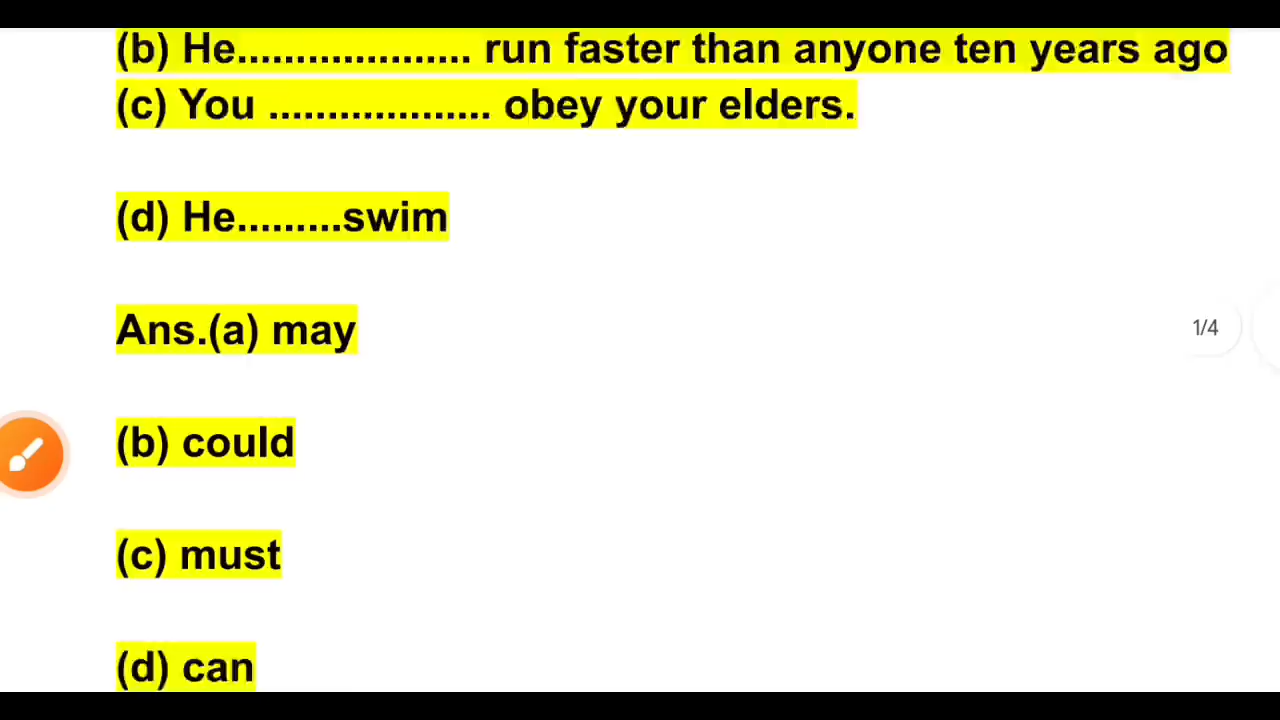 (b) He.................... run faster than anyone ten years ago
(c) You ................... obey your elders.
(d) He.........swim
Ans.(a) may
1/4
(b) could
(c) must
(d) can